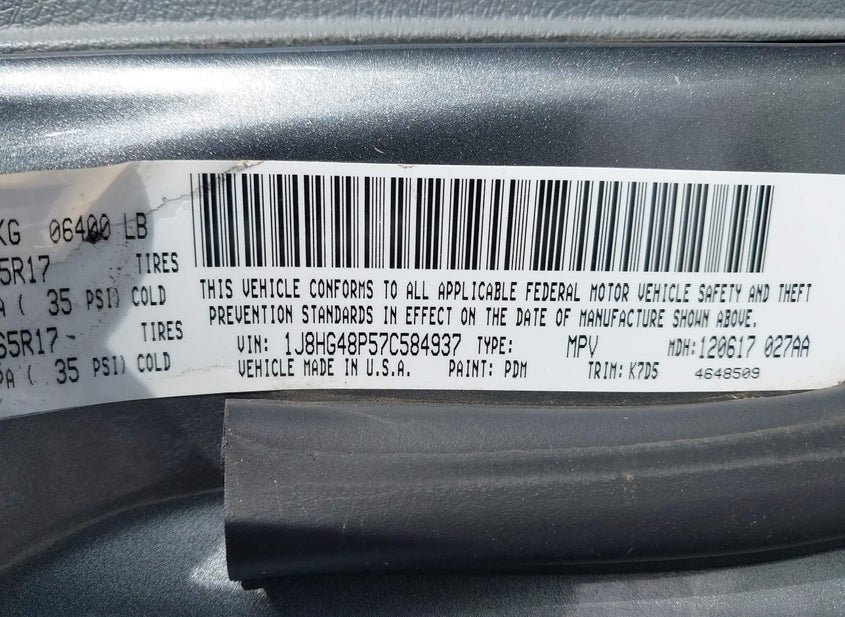 KG 06400 LB
5R17 TIRES
A ( 35 PSI) COLD
65R17 TIRES
A ( 35 PSI) COLD
THIS VEHICLE CONFORMS TO ALL APPLICABLE FEDERAL MOTOR VEHICLE SAFETY AND THEFT
PREVENTION STANDARDS IN EFFECT ON THE DATE OF MANUFACTURE SHOWN ABOVE.
VIN: 1J8HG48P57C584937 TYPE: MPV MDH: 120617 027AA
VEHICLE MADE IN U.S.A. PAINT: PDM TRIM: K7D5 4648509